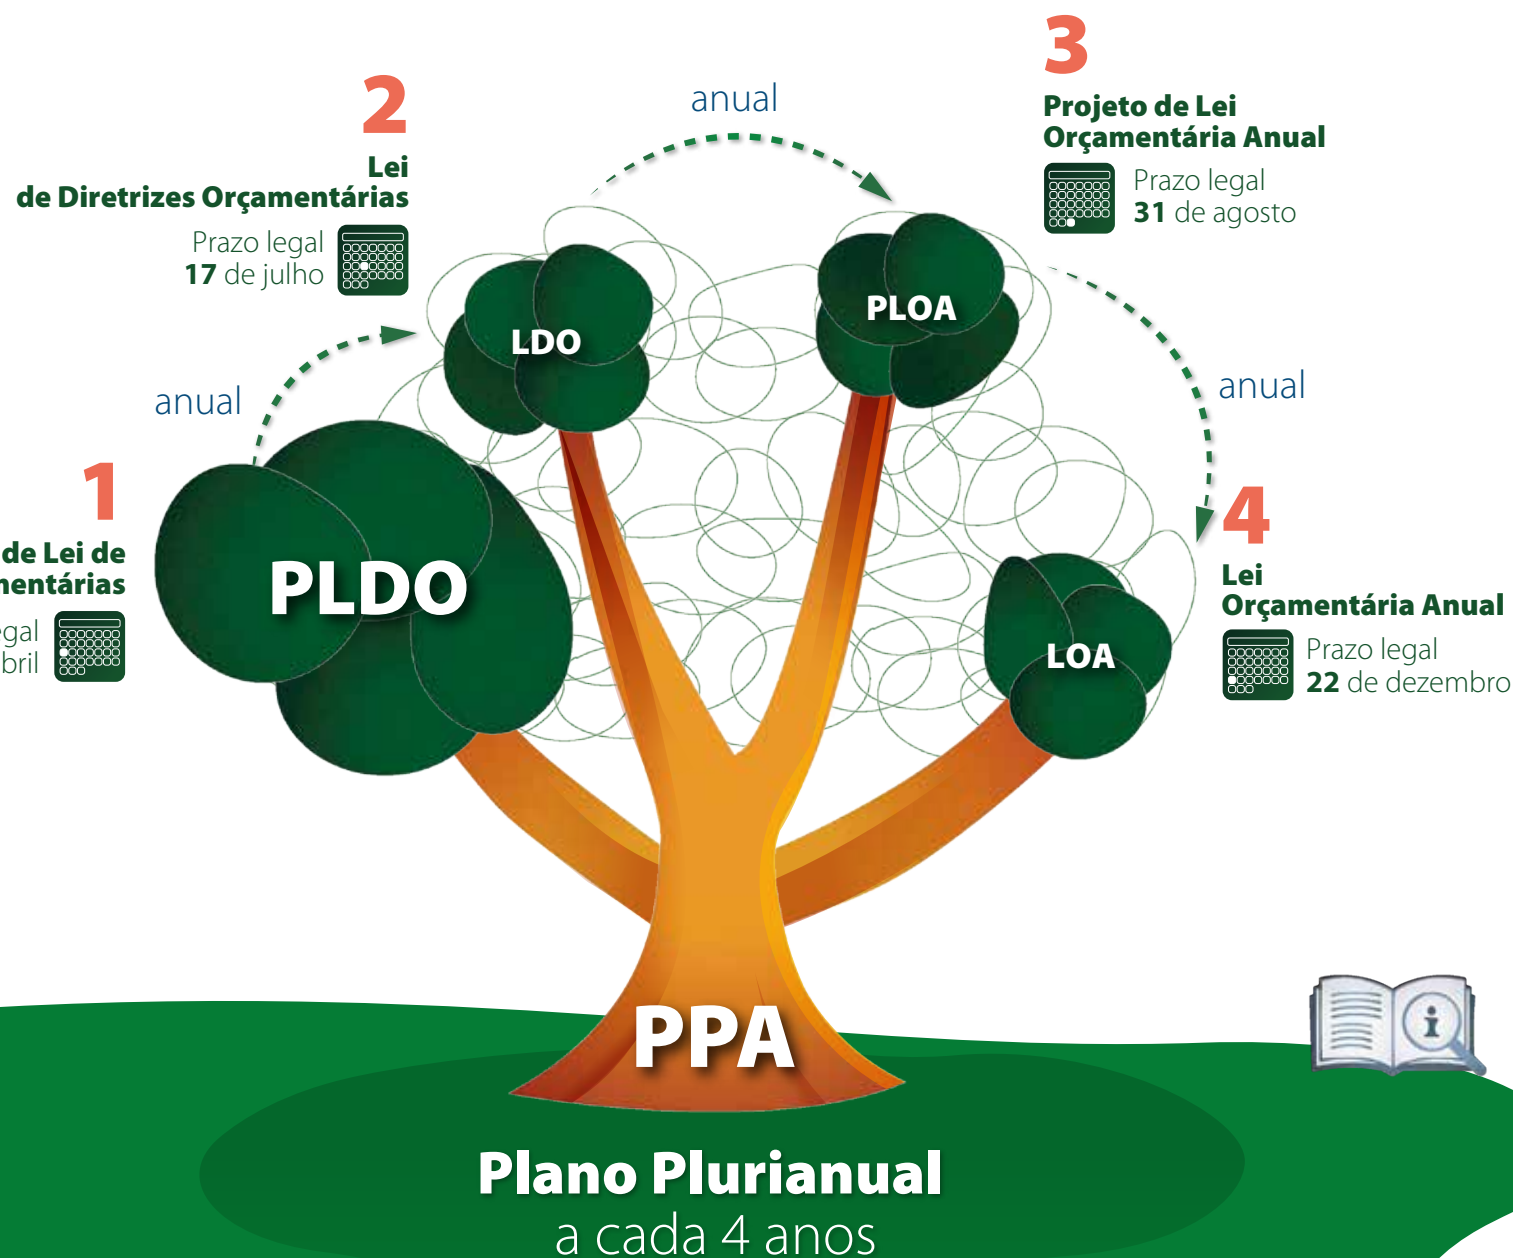 1
de Lei de
mentárias
egal
bril
anual
2
Lei
de Diretrizes Orçamentárias
Prazo legal
17 de julho
anual
3
Projeto de Lei
Orçamentária Anual
Prazo legal
31 de agosto
anual
4
Lei
Orçamentária Anual
Prazo legal
22 de dezembro
PLDO
LDO
PLOA
LOA
PPA
i
Plano Plurianual
a cada 4 anos